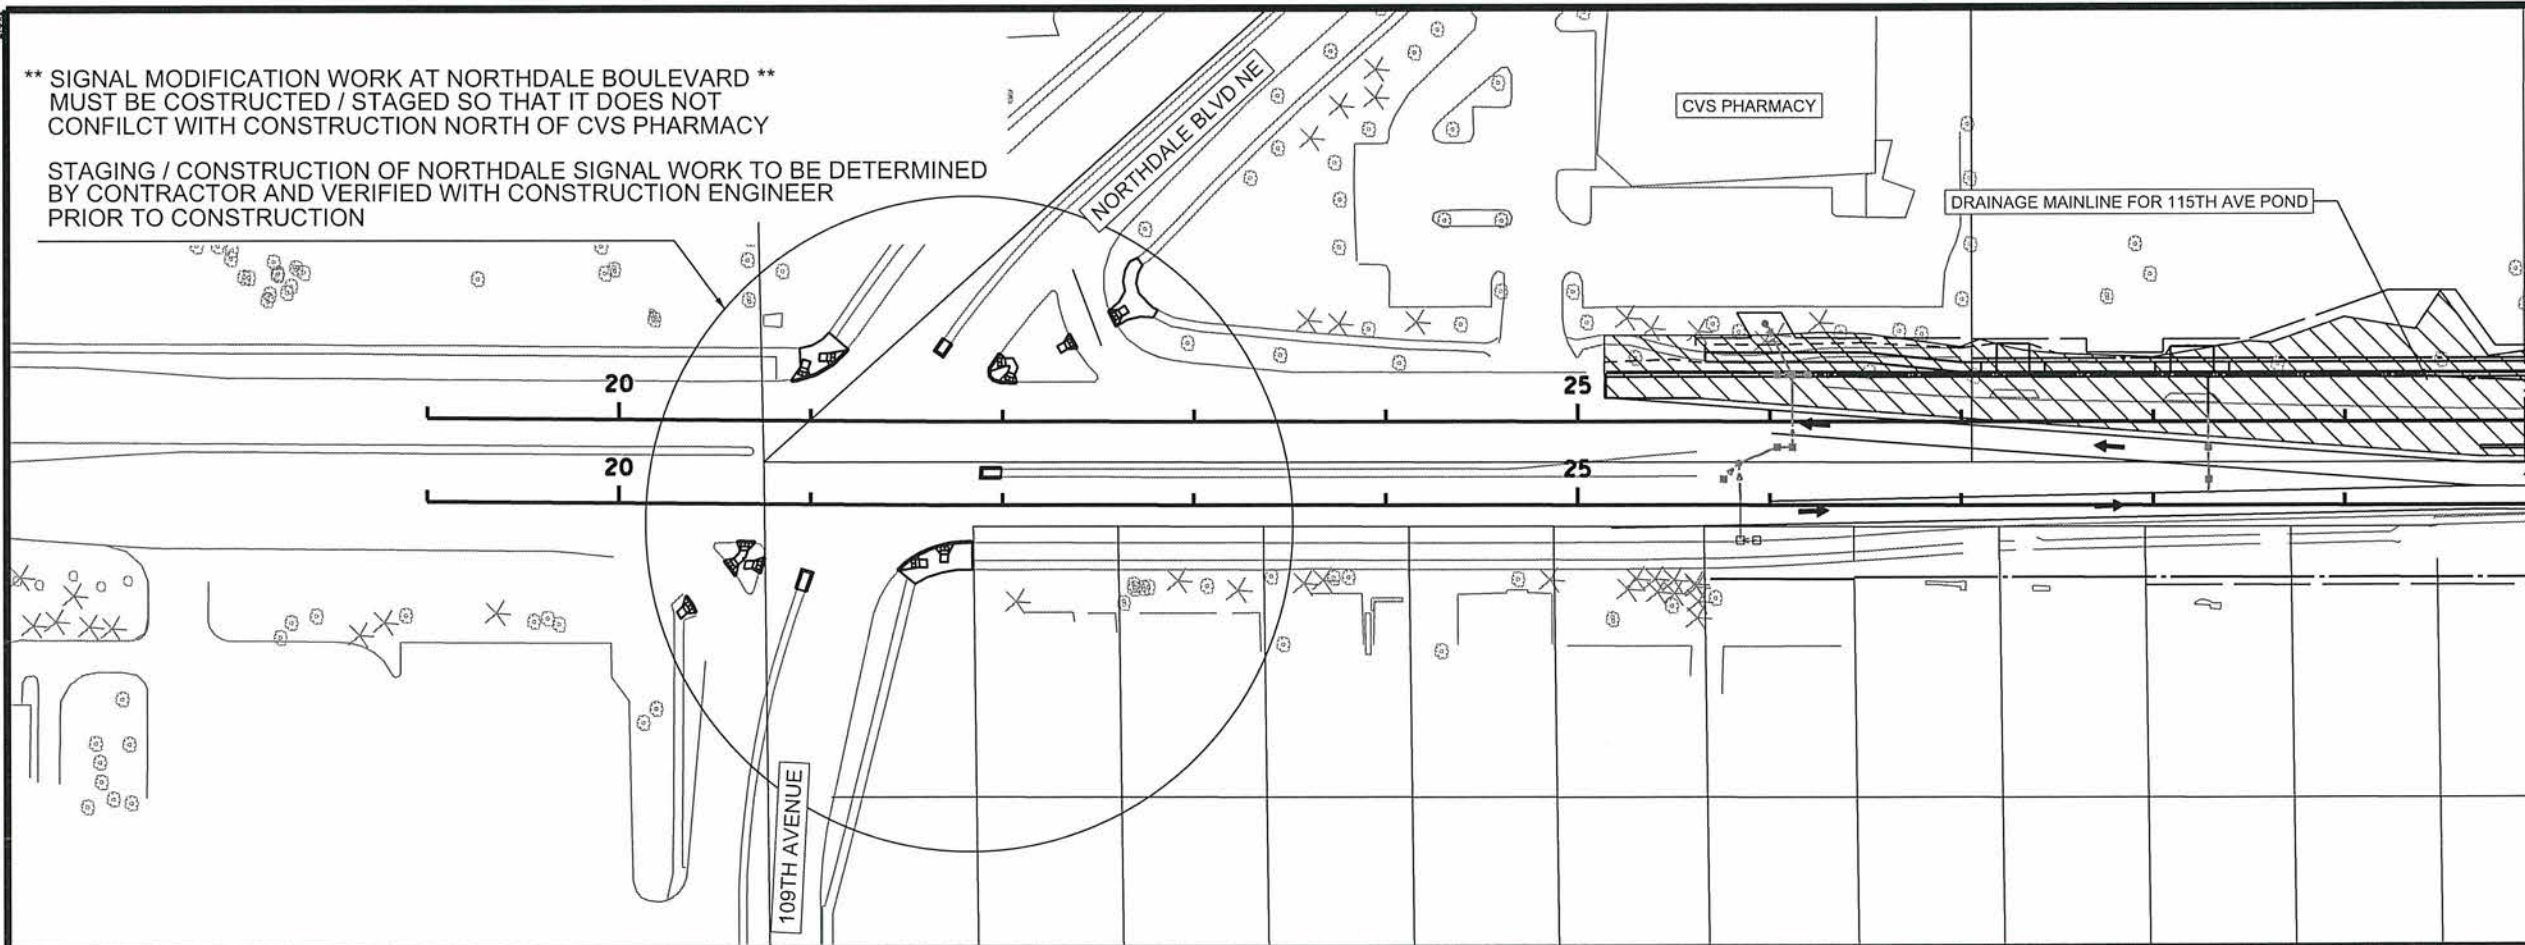 ** SIGNAL MODIFICATION WORK AT NORTHDALE BOULEVARD **
MUST BE COSTRUCTED / STAGED SO THAT IT DOES NOT
CONFILCT WITH CONSTRUCTION NORTH OF CVS PHARMACY
STAGING / CONSTRUCTION OF NORTHDALE SIGNAL WORK TO BE DETERMINED
BY CONTRACTOR AND VERIFIED WITH CONSTRUCTION ENGINEER
PRIOR TO CONSTRUCTION
NORTHDALE BLVD NE
CVS PHARMACY
DRAINAGE MAINLINE FOR 115TH AVE POND
20
25
20
25
109TH AVENUE